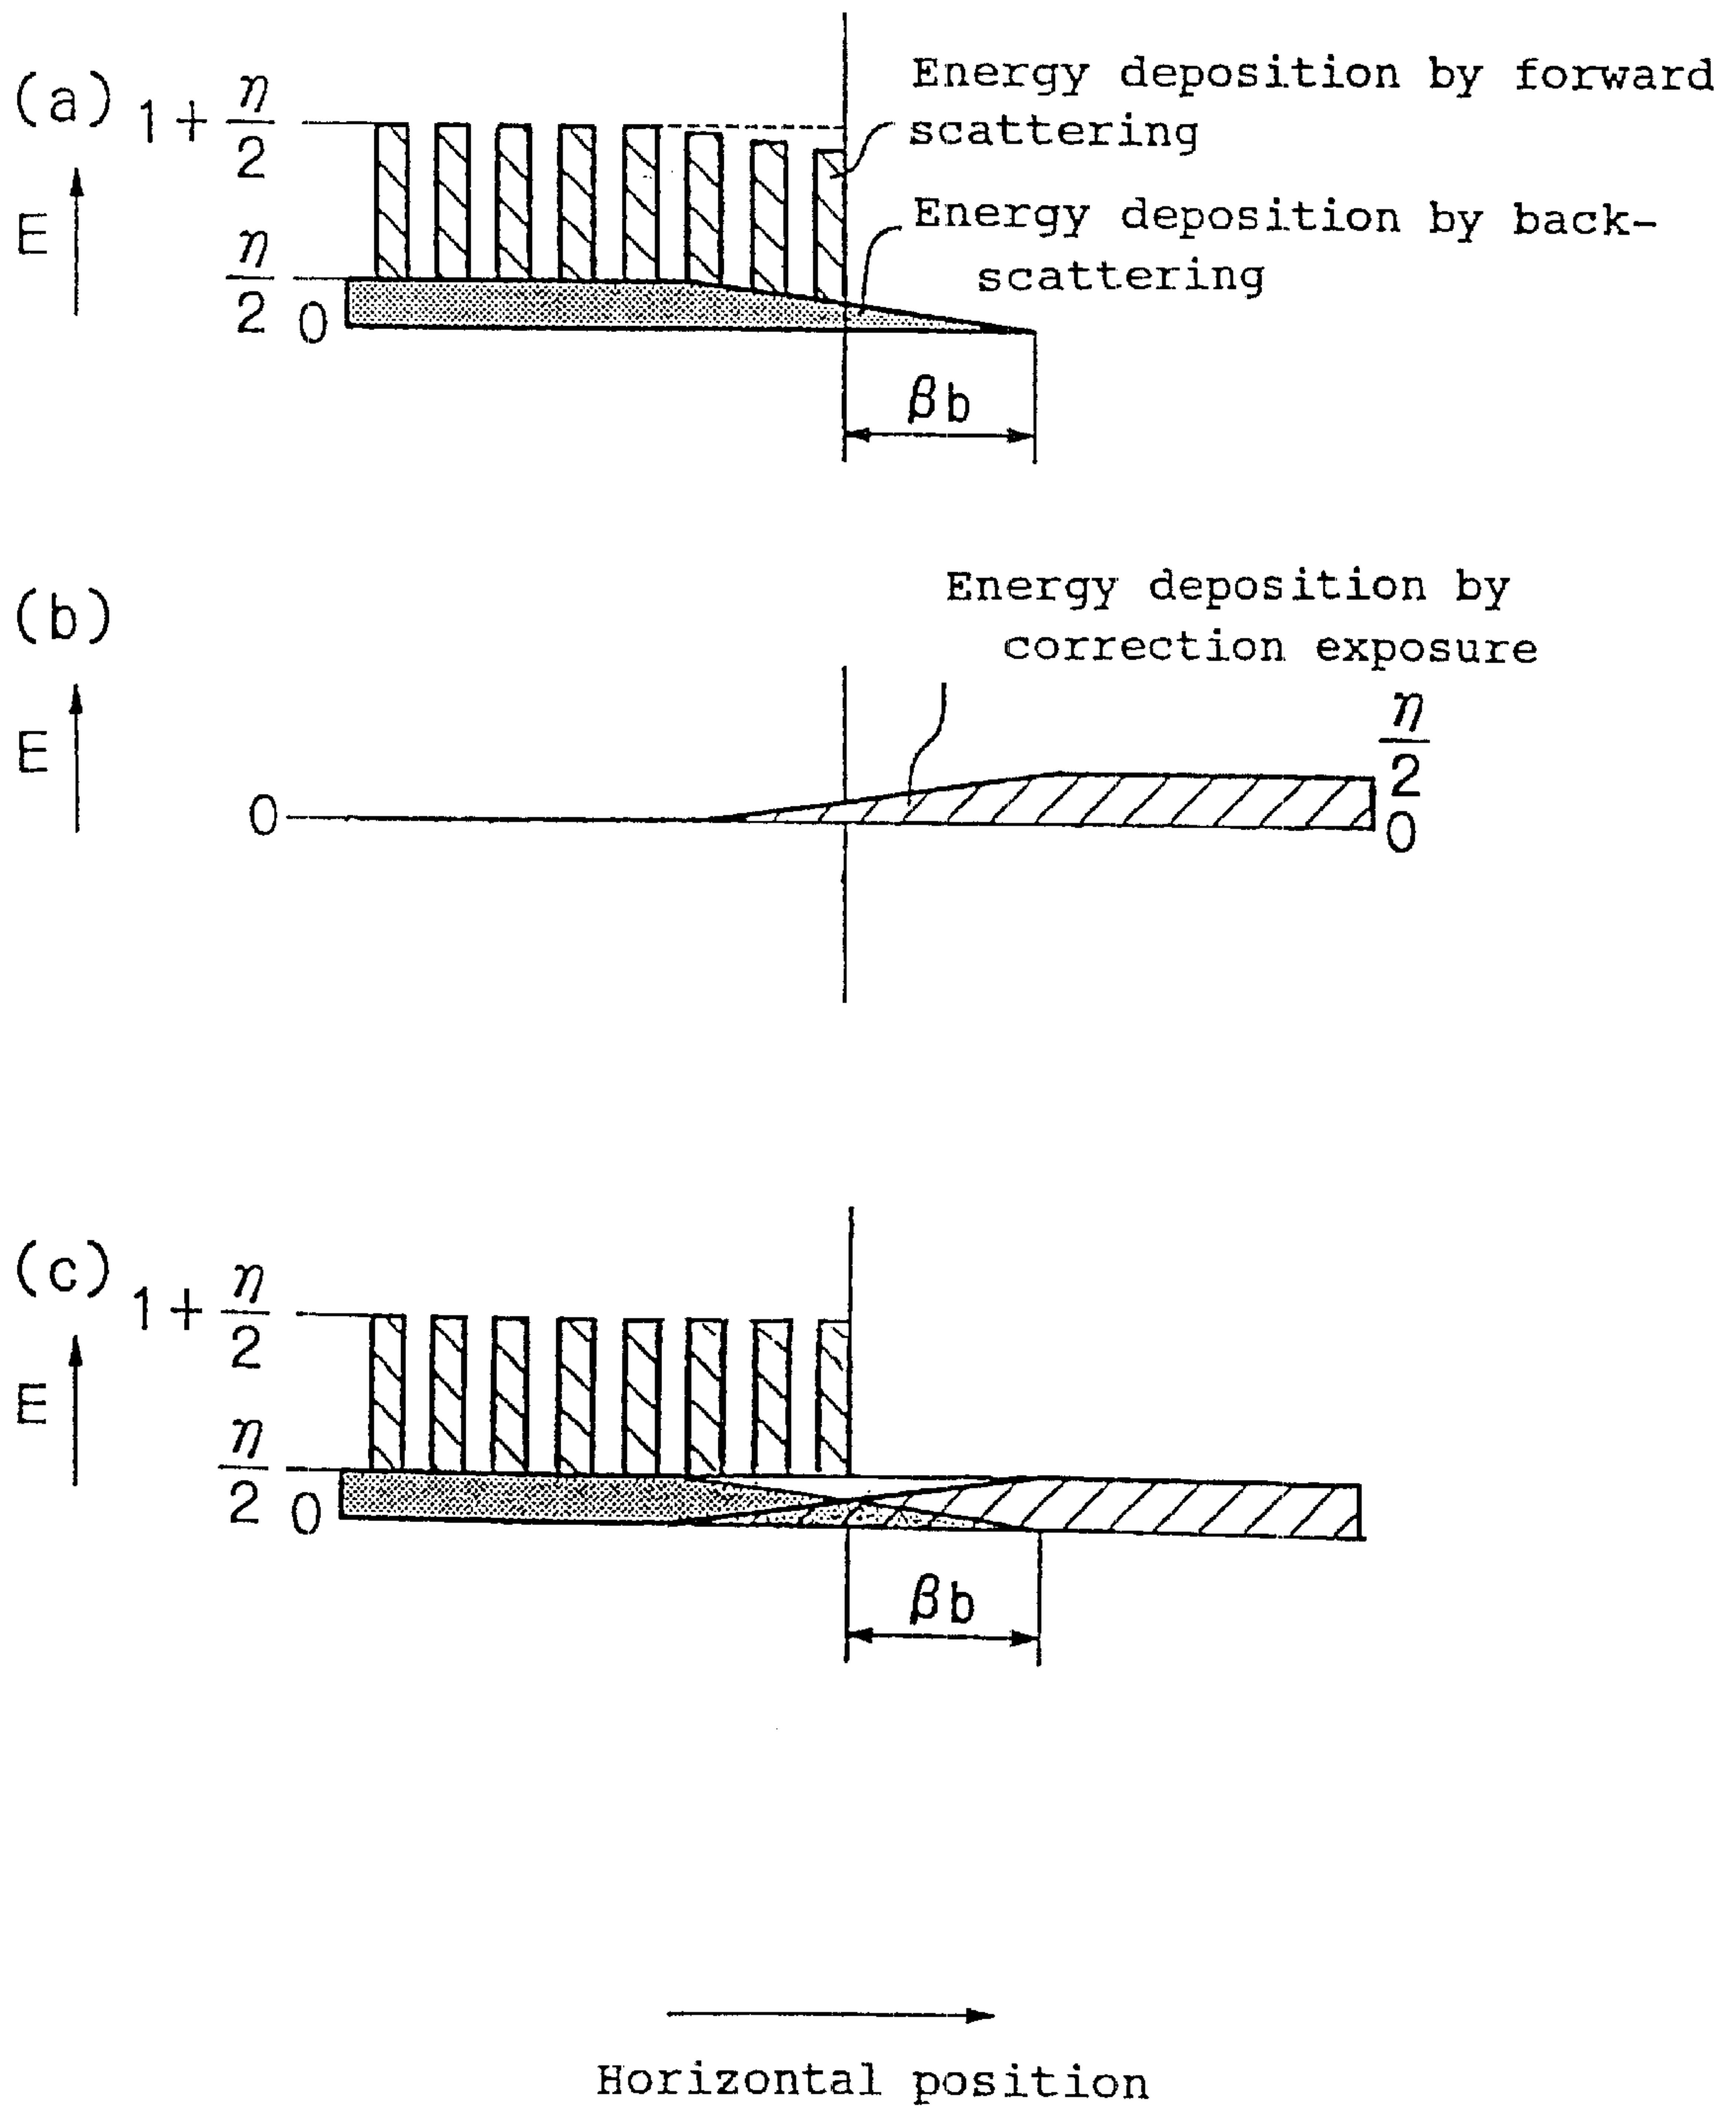 (a)
1+η/2
Energy deposition by forward
scattering
E
Energy deposition by back-
scattering
η/2
0
βb
(b)
Energy deposition by
correction exposure
E
η/2
0
0
(c)
1+η/2
E
η/2
0
βb
Horizontal position